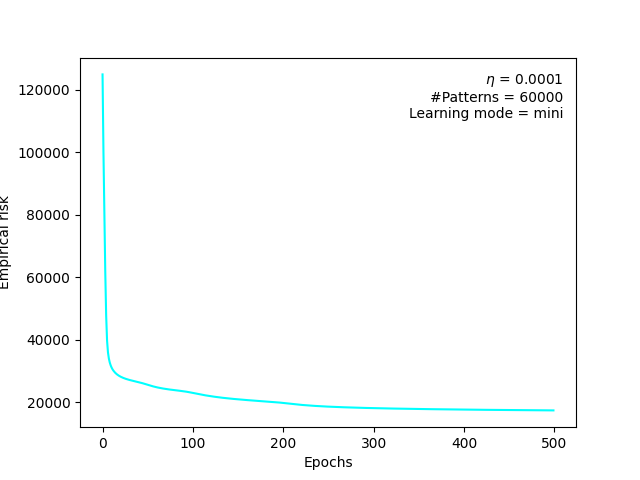 η = 0.0001
#Patterns = 60000
Learning mode = mini
120000
100000
80000
60000
40000
20000
Empirical risk
0 100 200 300 400 500
Epochs